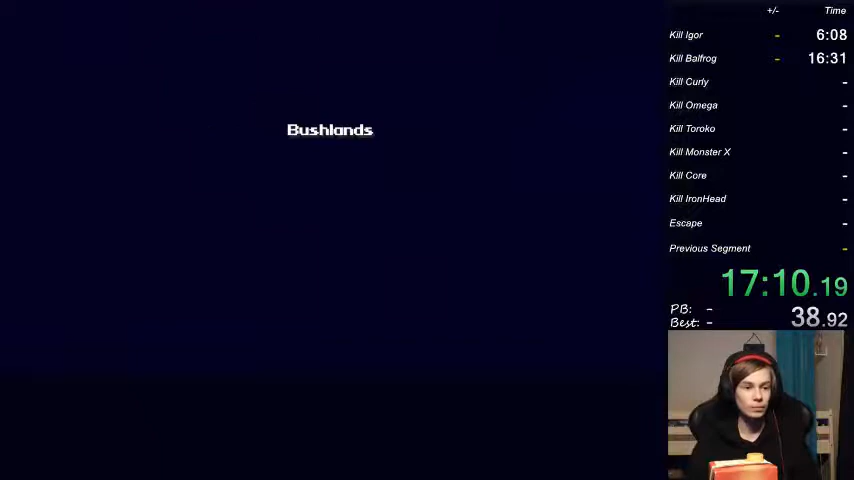 Bushlands
+/- Time
Kill Igor - 6:08
Kill Balfrog - 16:31
Kill Curly -
Kill Omega -
Kill Toroko -
Kill Monster X -
Kill Core -
Kill IronHead -
Escape -
Previous Segment -
17:10.19
PB: -
Best: - 38.92